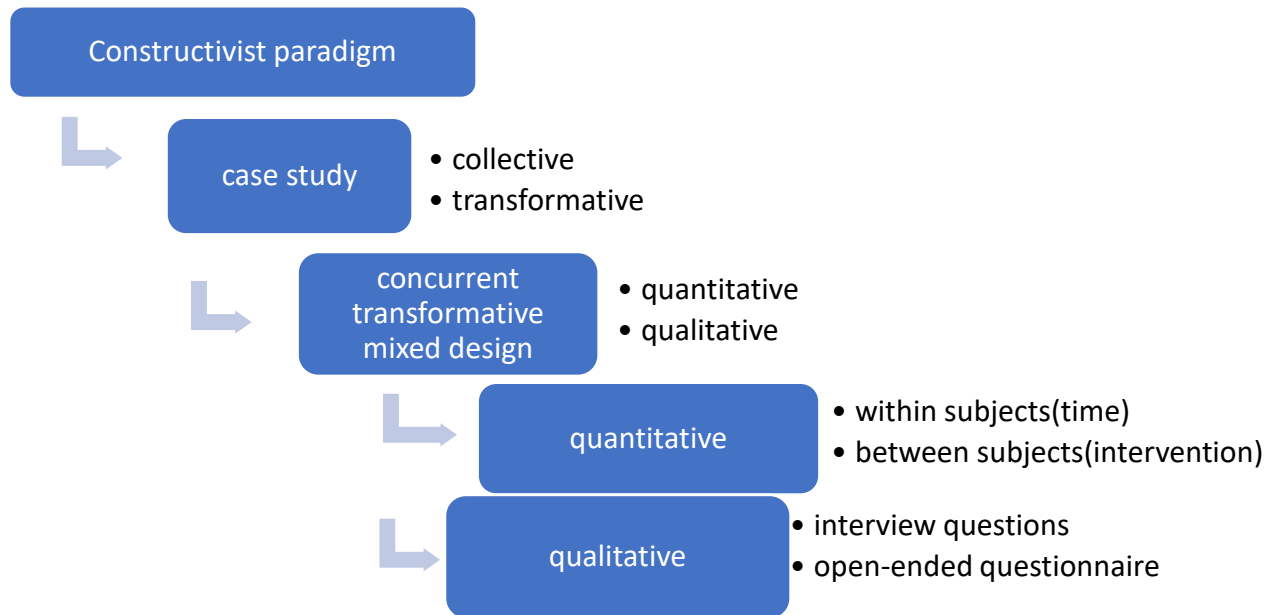 Constructivist paradigm
case study
• collective
• transformative
concurrent
transformative
mixed design
• quantitative
• qualitative
quantitative
• within subjects(time)
• between subjects(intervention)
qualitative
• interview questions
• open-ended questionnaire